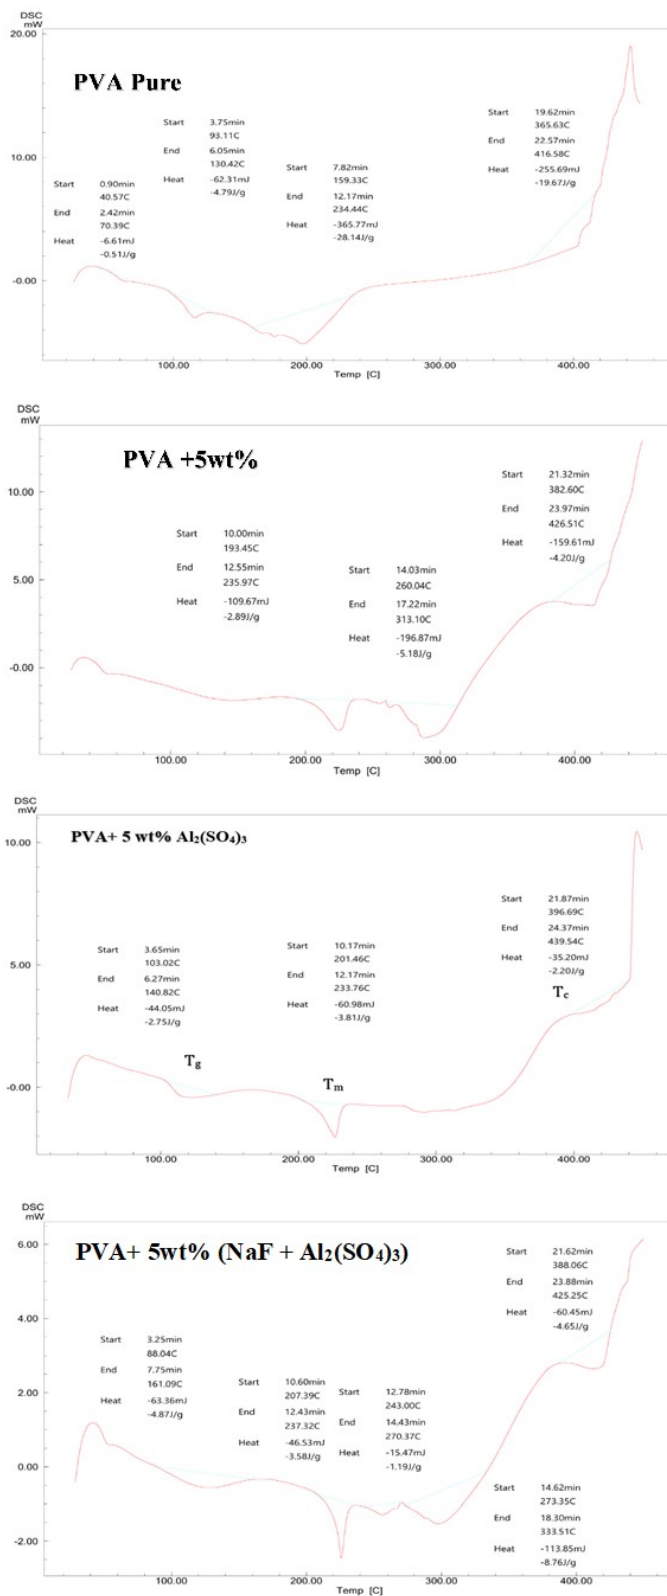 DSC
mW
20.00
PVA Pure
Start 3.75min
93.11C
End 6.05min
130.42C
Heat -62.31mJ
-4.79J/g
Start 19.62min
365.63C
End 22.57min
416.58C
Heat -255.69mJ
-19.67J/g
10.00
Start 7.82min
159.33C
End 12.17min
234.44C
Heat -365.77mJ
-28.14J/g
Start 0.90min
40.57C
End 2.42min
70.39C
Heat -6.61mJ
-0.51J/g
-0.00
100.00 200.00 300.00 400.00
Temp [C]
DSC
mW
PVA +5wt%
10.00
Start 21.32min
382.60C
End 23.97min
426.51C
Heat -159.61mJ
-4.20J/g
Start 10.00min
193.45C
End 12.55min
235.97C
Heat -109.67mJ
-2.89J/g
5.00
Start 14.03min
260.04C
End 17.22min
313.10C
Heat -196.87mJ
-5.18J/g
-0.00
100.00 200.00 300.00 400.00
Temp [C]
DSC
mW
PVA+ 5 wt% Al₂(SO₄)₃
10.00
Start 21.87min
396.69C
End 24.37min
439.54C
Heat -35.20mJ
-2.20J/g
Tc
5.00
Start 3.65min
103.02C
End 6.27min
140.82C
Heat -44.05mJ
-2.75J/g
Start 10.17min
201.46C
End 12.17min
233.76C
Heat -60.98mJ
-3.81J/g
Tg
Tm
-0.00
100.00 200.00 300.00 400.00
Temp [C]
DSC
mW
6.00
PVA+ 5wt% (NaF + Al₂(SO₄)₃)
Start 21.62min
388.06C
End 23.88min
425.25C
Heat -60.45mJ
-4.65J/g
4.00
Start 3.25min
88.04C
End 7.75min
161.09C
Heat -63.36mJ
-4.87J/g
2.00
Start 10.60min
207.39C
End 12.43min
237.32C
Heat -46.53mJ
-3.58J/g
Start 12.78min
243.00C
End 14.43min
270.37C
Heat -15.47mJ
-1.19J/g
0.00
Start 14.62min
273.35C
End 18.30min
333.51C
Heat -113.85mJ
-8.76J/g
-2.00
100.00 200.00 300.00 400.00
Temp [C]